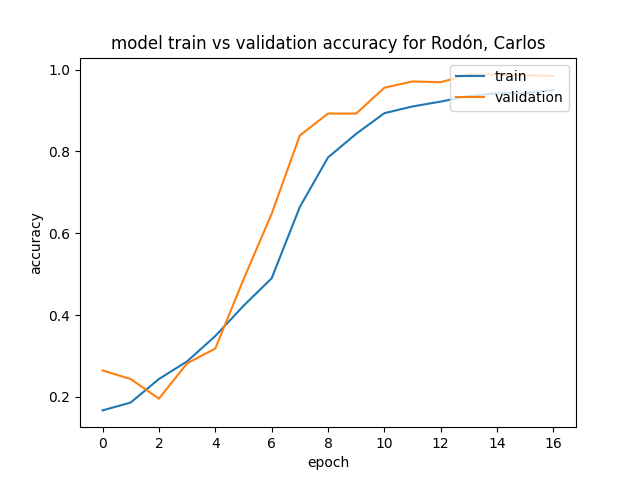 model train vs validation accuracy for Rodón, Carlos
train
validation
1.0
0.8
0.6
0.4
0.2
accuracy
0 2 4 6 8 10 12 14 16
epoch